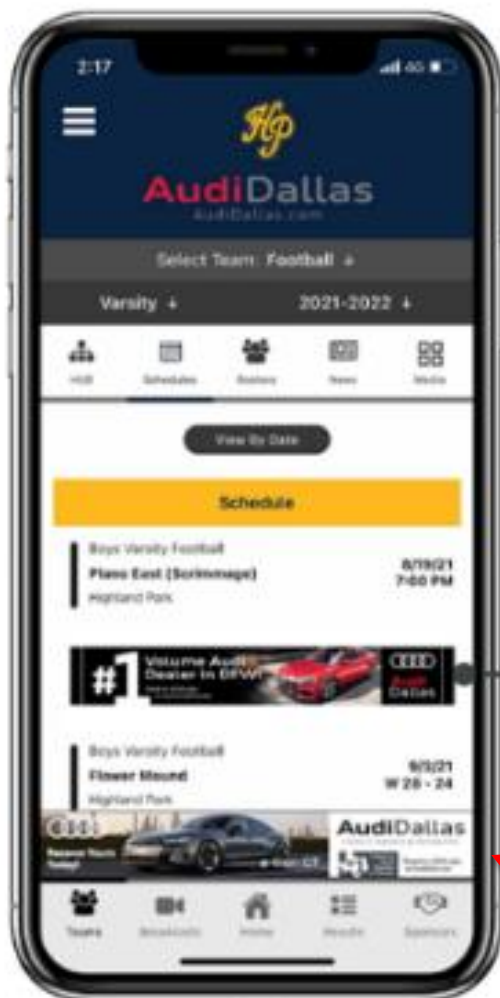 2:17
4G
HP
AudiDallas
AudiDallas.com
Select Team: Football ↓
Varsity ↓ 2021-2022 ↓
HUB Schedules Rosters News Media
View By Date
Schedule
Boys Varsity Football
Plano East (Scrimmage)
Highland Park
8/19/21
7:00 PM
#1 Volume Audi
Dealer in DFW!
Audi
Dallas
Boys Varsity Football
Flower Mound
Highland Park
W 28 - 24
AudiDallas
Teams Broadcasts Home Results Sponsors